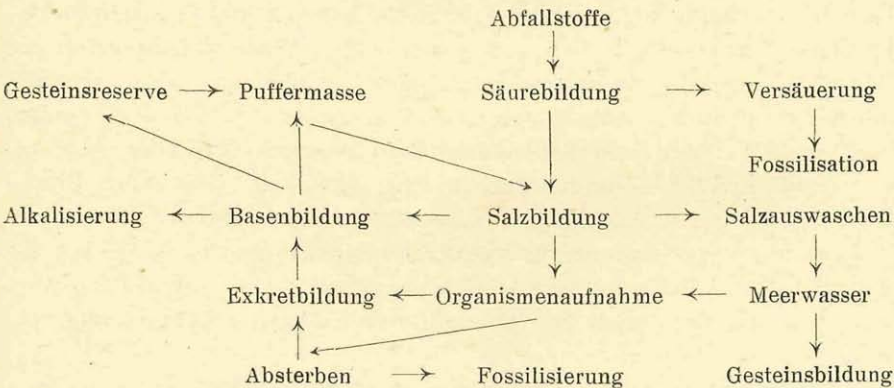 Abfallstoffe
Gesteinsreserve → Puffermasse Säurebildung → Versäuerung
Fossilisation
Alkalisierung ← Basenbildung ← Salzbildung → Salzauswaschen
Exkretbildung ← Organismenaufnahme ← Meerwasser
Absterben → Fossilisierung Gesteinsbildung